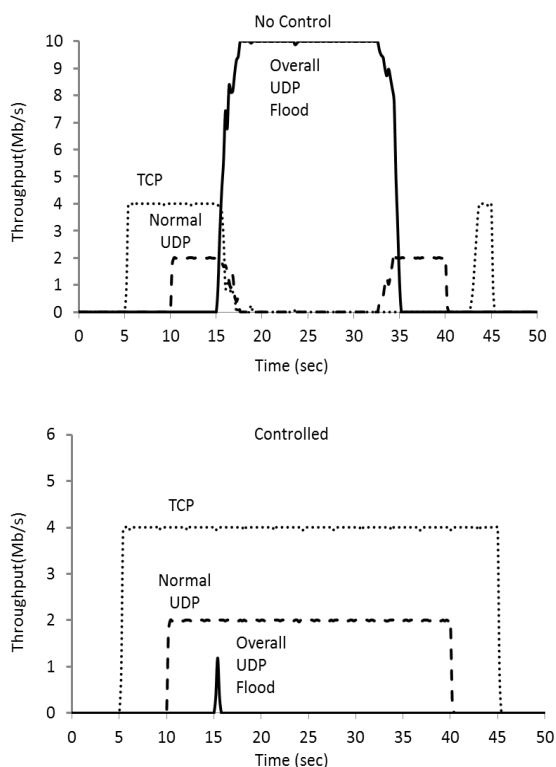 No Control
Throughput(Mb/s)
10
9
8
7
6
5
4
3
2
1
0
Overall
UDP
Flood
TCP
Normal
UDP
0 5 10 15 20 25 30 35 40 45 50
Time (sec)
Controlled
Throughput(Mb/s)
6
5
4
3
2
1
0
TCP
Normal
UDP
Overall
UDP
Flood
0 5 10 15 20 25 30 35 40 45 50
Time (sec)